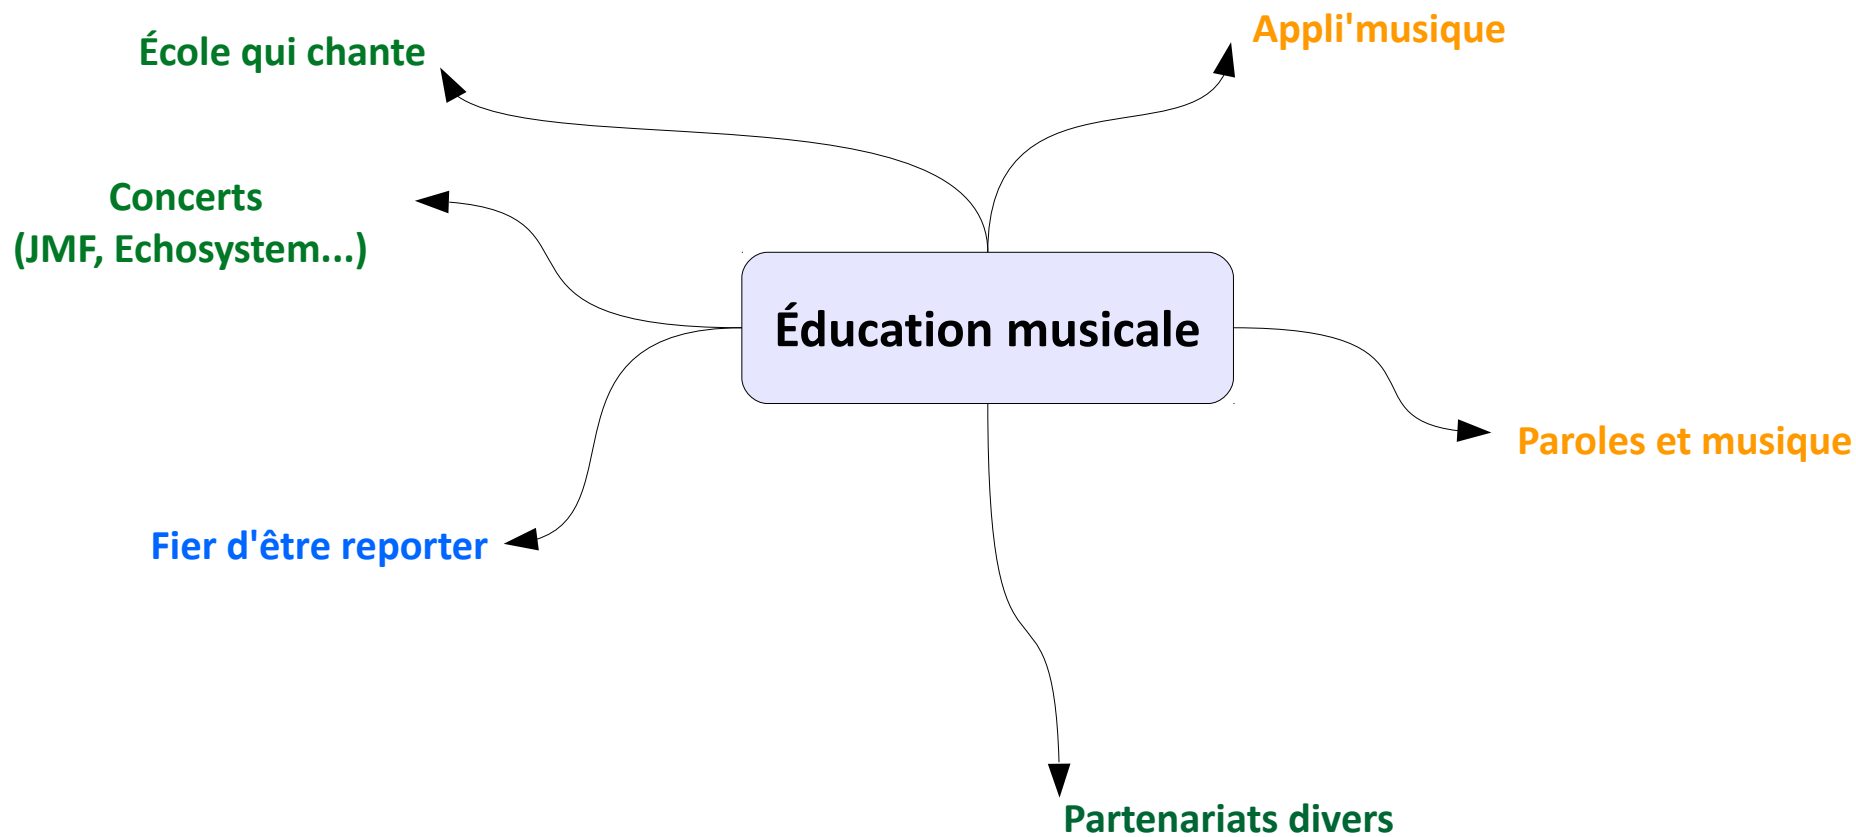 École qui chante
Appli'musique
Concerts
(JMF, Echosystem...)
Éducation musicale
Paroles et musique
Fier d'être reporter
Partenariats divers